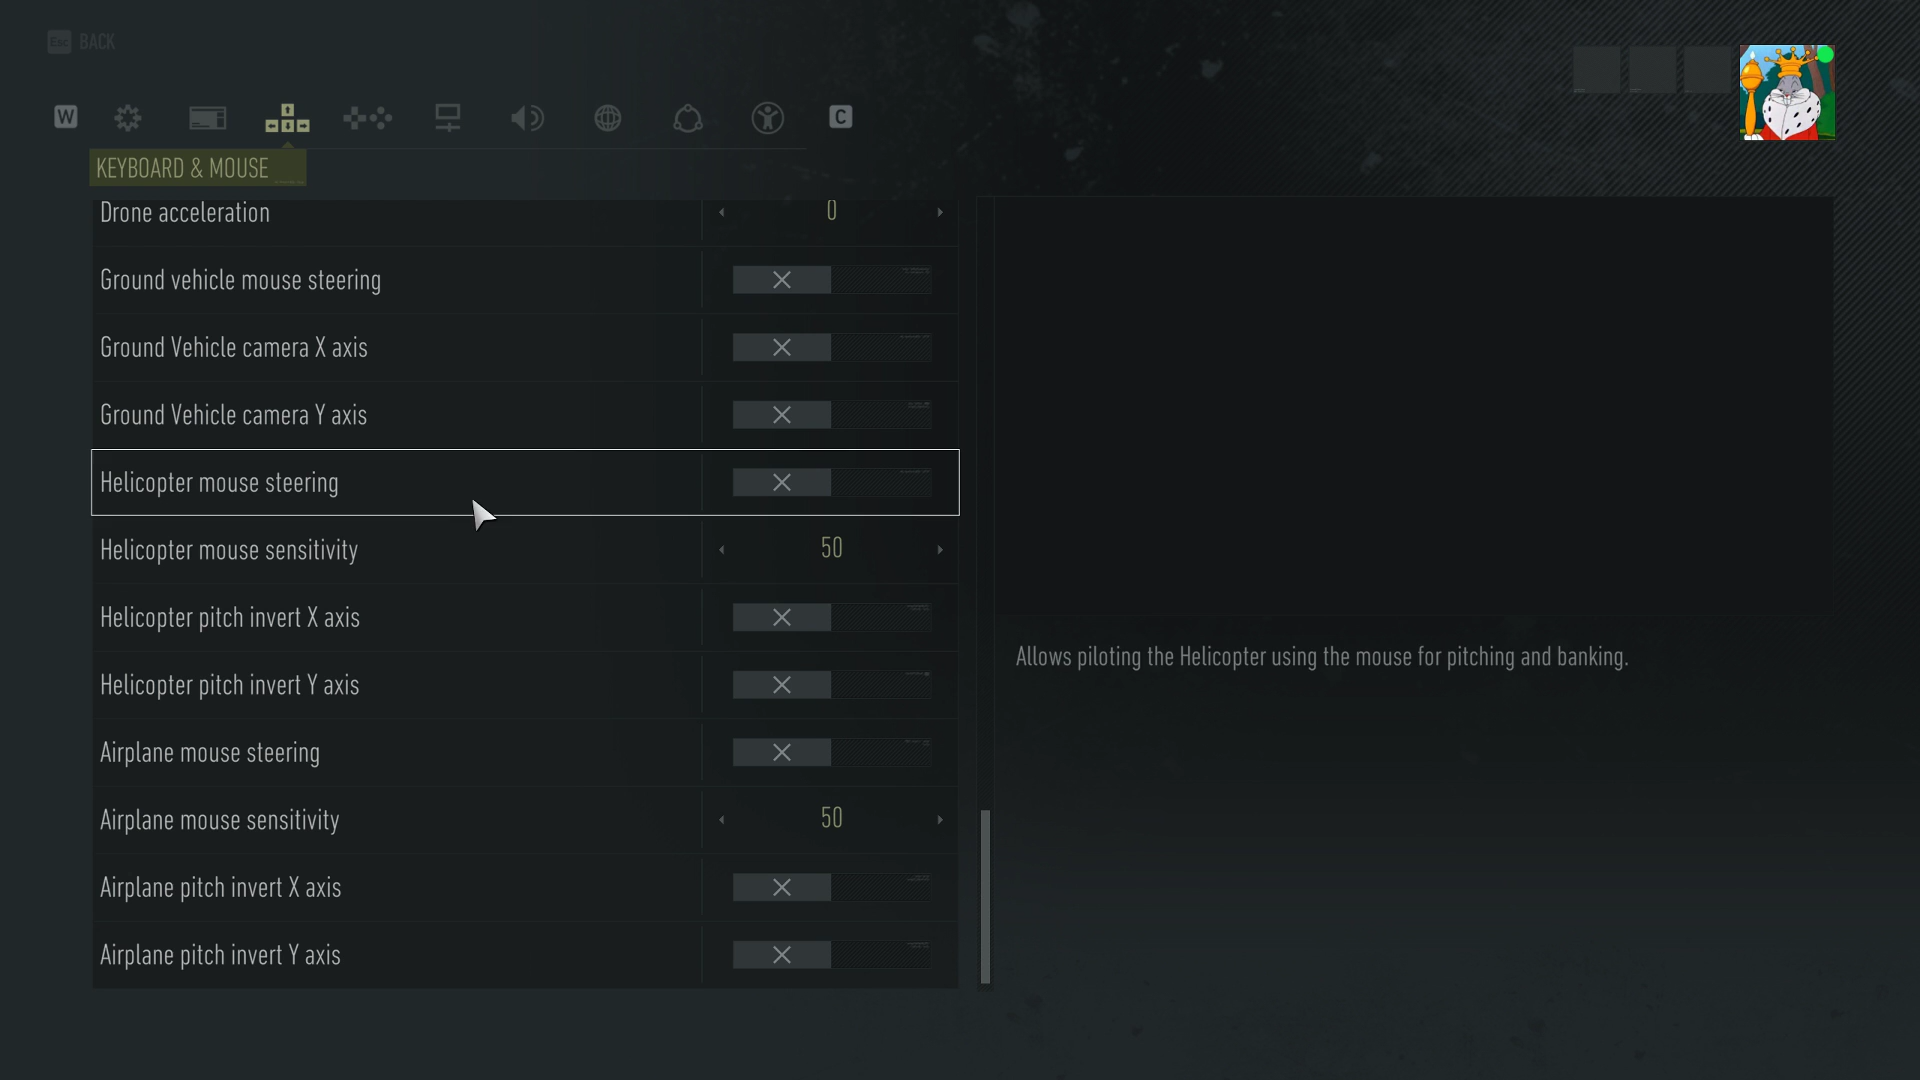 Esc BACK
W
C
KEYBOARD & MOUSE
Drone acceleration 0
Ground vehicle mouse steering
Ground Vehicle camera X axis
Ground Vehicle camera Y axis
Helicopter mouse steering
Helicopter mouse sensitivity 50
Helicopter pitch invert X axis
Helicopter pitch invert Y axis
Airplane mouse steering
Airplane mouse sensitivity 50
Airplane pitch invert X axis
Airplane pitch invert Y axis
Allows piloting the Helicopter using the mouse for pitching and banking.